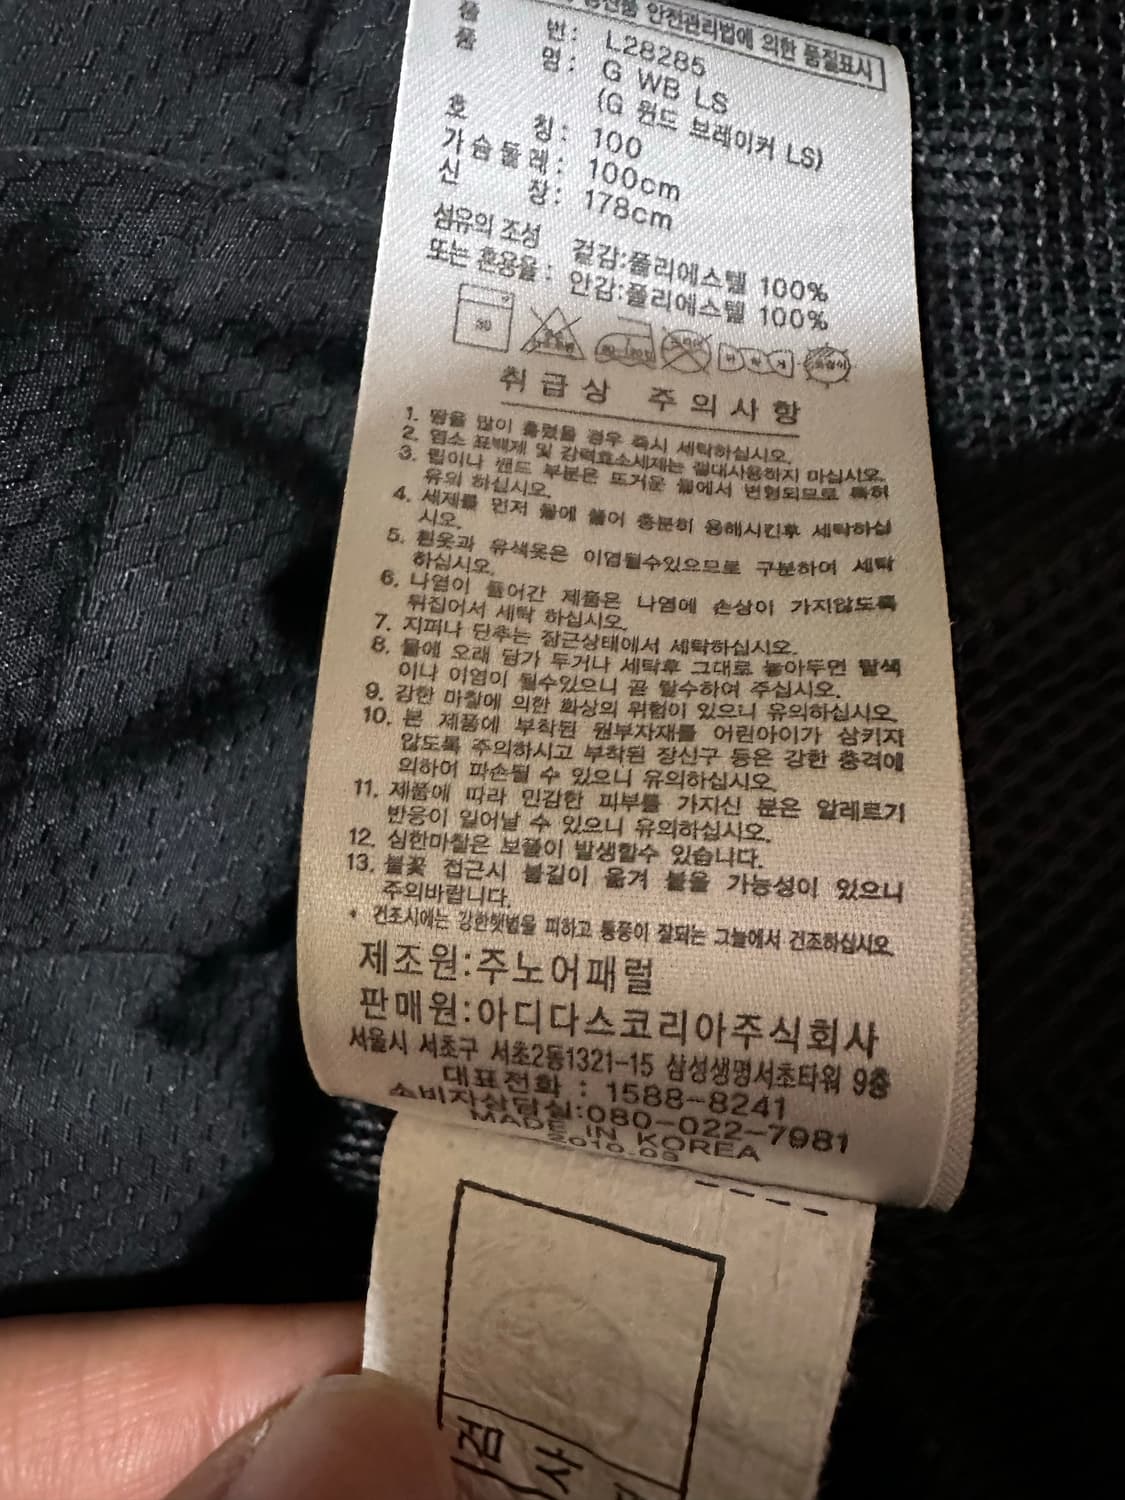 공산품 안전관리법에 의한 품질표시
품 번: L28285
품 명: G WB LS
(G 윈드 브레이커 LS)
호 칭: 100
가슴둘레: 100cm
신 장: 178cm
섬유의 조성 겉감:폴리에스텔 100%
또는 혼용율: 안감:폴리에스텔 100%
30
취급상 주의사항
1. 땀을 많이 흘렸을 경우 즉시 세탁하십시오.
2. 염소 표백제 및 강력효소세제는 절대사용하지 마십시오.
3. 립이나 밴드 부분은 뜨거운 물에서 변형되므로 특히
유의 하십시오.
4. 세제를 먼저 물에 풀어 충분히 용해시킨후 세탁하십
시오.
5. 흰옷과 유색옷은 이염될수있으므로 구분하여 세탁
하십시오.
6. 나염이 들어간 제품은 나염에 손상이 가지않도록
뒤집어서 세탁 하십시오.
7. 지퍼나 단추는 잠근상태에서 세탁하십시오.
8. 물에 오래 담가 두거나 세탁후 그대로 놓아두면 탈색
이나 이염이 될수있으니 곧 탈수하여 주십시오.
9. 강한 마찰에 의한 화상의 위험이 있으니 유의하십시오.
10. 본 제품에 부착된 원부자재를 어린아이가 삼키지
않도록 주의하시고 부착된 장신구 등은 강한 충격에
의하여 파손될 수 있으니 유의하십시오.
11. 제품에 따라 민감한 피부를 가지신 분은 알레르기
반응이 일어날 수 있으니 유의하십시오.
12. 심한마찰은 보풀이 발생할수 있습니다.
13. 불꽃 접근시 불길이 옮겨 붙을 가능성이 있으니
주의바랍니다.
* 건조시에는 강한햇볕을 피하고 통풍이 잘되는 그늘에서 건조하십시오.
제조원:주노어패럴
판매원:아디다스코리아주식회사
서울시 서초구 서초2동1321-15 삼성생명서초타워 9층
대표전화 : 1588-8241
소비자상담실:080-022-7981
MADE IN KOREA
2010.08
검
사